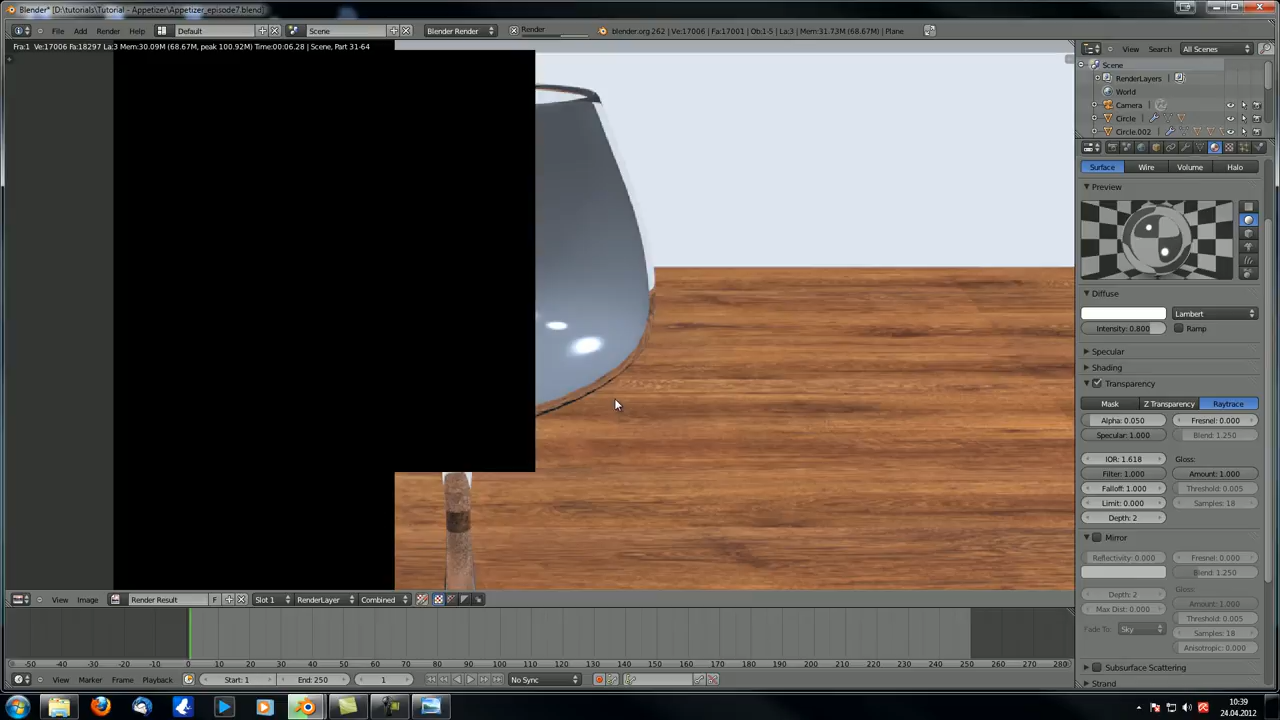 Blender* [D:\tutorials\Tutorial - Appetizer\Appetizer_episode7.blend]
File Add Render Help Default Scene Blender Render Render blender.org 262 | Ve:17006 | Fa:17001 | Ob:1-5 | La:3 | Mem:31.73M (68.67M) | Plane
View Search All Scenes
Fra:1 Ve:17006 Fa:18297 La:3 Mem:30.09M (68.67M, peak 100.92M) Time:00:06.28 | Scene, Part 31-64
Scene
RenderLayers
World
Camera
Circle
Circle.002
Surface Wire Volume Halo
Preview
Diffuse
Lambert
Intensity: 0.800 Ramp
Specular
Shading
Transparency
Mask Z Transparency Raytrace
Alpha: 0.050 Fresnel: 0.000
Specular: 1.000 Blend: 1.250
IOR: 1.618 Gloss:
Filter: 1.000 Amount: 1.000
Falloff: 1.000 Threshold: 0.005
Limit: 0.000 Samples: 18
Depth: 2
Mirror
Reflectivity: 0.000 Fresnel: 0.000
Blend: 1.250
Depth: 2 Gloss:
Max Dist: 0.000 Amount: 1.000
Threshold: 0.005
Fade To: Sky
Samples: 18
Anisotropic: 0.000
Subsurface Scattering
Strand
View Image Render Result F Slot 1 RenderLayer Combined
-50 -40 -30 -20 -10 0 10 20 30 40 50 60 70 80 90 100 110 120 130 140 150 160 170 180 190 200 210 220 230 240 250 260 270 280
View Marker Frame Playback Start: 1 End: 250 1 No Sync
10:39
24.04.2012